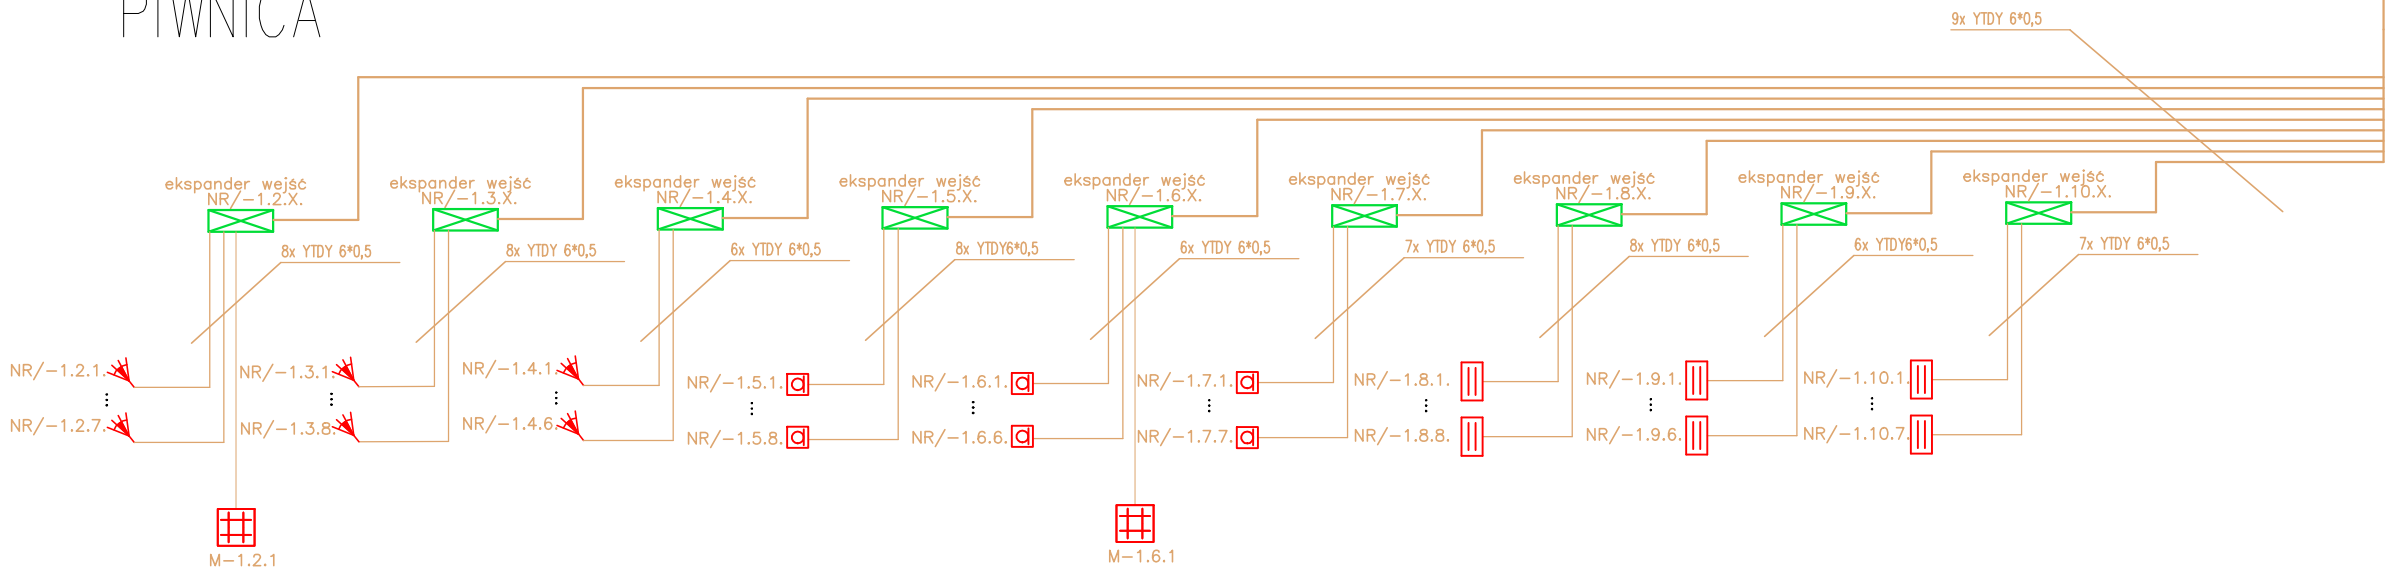 PIWNICA
9x YTDY 6*0,5
ekspander wejść
NR/-1.2.X.
ekspander wejść
NR/-1.3.X.
ekspander wejść
NR/-1.4.X.
ekspander wejść
NR/-1.5.X.
ekspander wejść
NR/-1.6.X.
ekspander wejść
NR/-1.7.X.
ekspander wejść
NR/-1.8.X.
ekspander wejść
NR/-1.9.X.
ekspander wejść
NR/-1.10.X.
8x YTDY 6*0,5
8x YTDY 6*0,5
6x YTDY 6*0,5
8x YTDY6*0,5
6x YTDY 6*0,5
7x YTDY 6*0,5
8x YTDY 6*0,5
6x YTDY6*0,5
7x YTDY 6*0,5
NR/-1.2.1.
NR/-1.3.1.
NR/-1.4.1.
NR/-1.5.1.
NR/-1.6.1.
NR/-1.7.1.
NR/-1.8.1.
NR/-1.9.1.
NR/-1.10.1.
NR/-1.2.7.
NR/-1.3.8.
NR/-1.4.6.
NR/-1.5.8.
NR/-1.6.6.
NR/-1.7.7.
NR/-1.8.8.
NR/-1.9.6.
NR/-1.10.7.
M-1.2.1
M-1.6.1